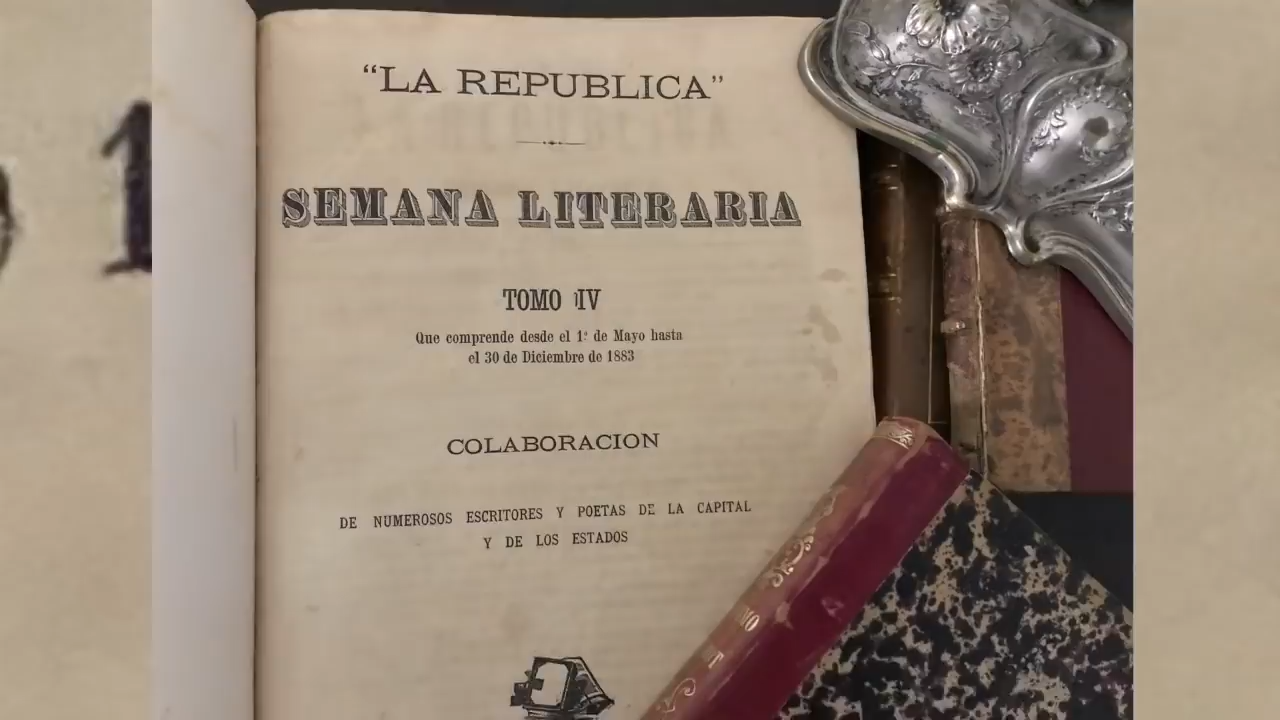 “LA REPUBLICA”
SEMANA LITERARIA
TOMO IV
Que comprende desde el 1º de Mayo hasta
el 30 de Diciembre de 1883
COLABORACION
DE NUMEROSOS ESCRITORES Y POETAS DE LA CAPITAL
Y DE LOS ESTADOS